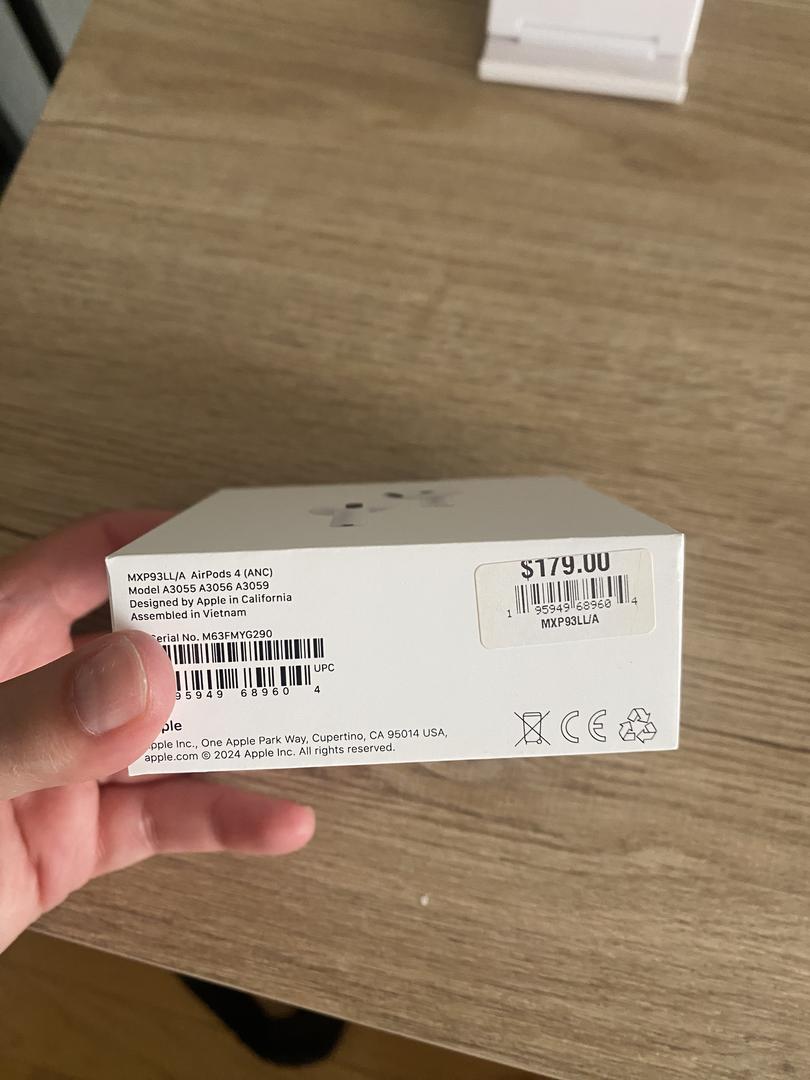 MXP93LL/A AirPods 4 (ANC)
Model A3055 A3056 A3059
Designed by Apple in California
Assembled in Vietnam
Serial No. M63FMYG290
UPC
95949 68960 4
Apple Inc., One Apple Park Way, Cupertino, CA 95014 USA,
apple.com © 2024 Apple Inc. All rights reserved.
$179.00
1 95949 68960 4
MXP93LL/A
CE